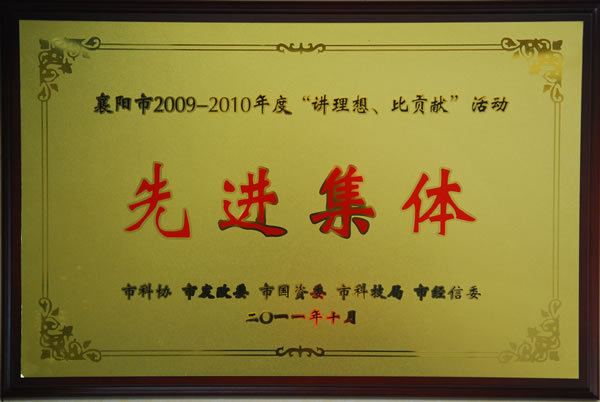 襄阳市2009-2010年度“讲理想、比贡献”活动
先进集体
市科协 市发改委 市国资委 市科技局 市经信委
二〇一一年十月